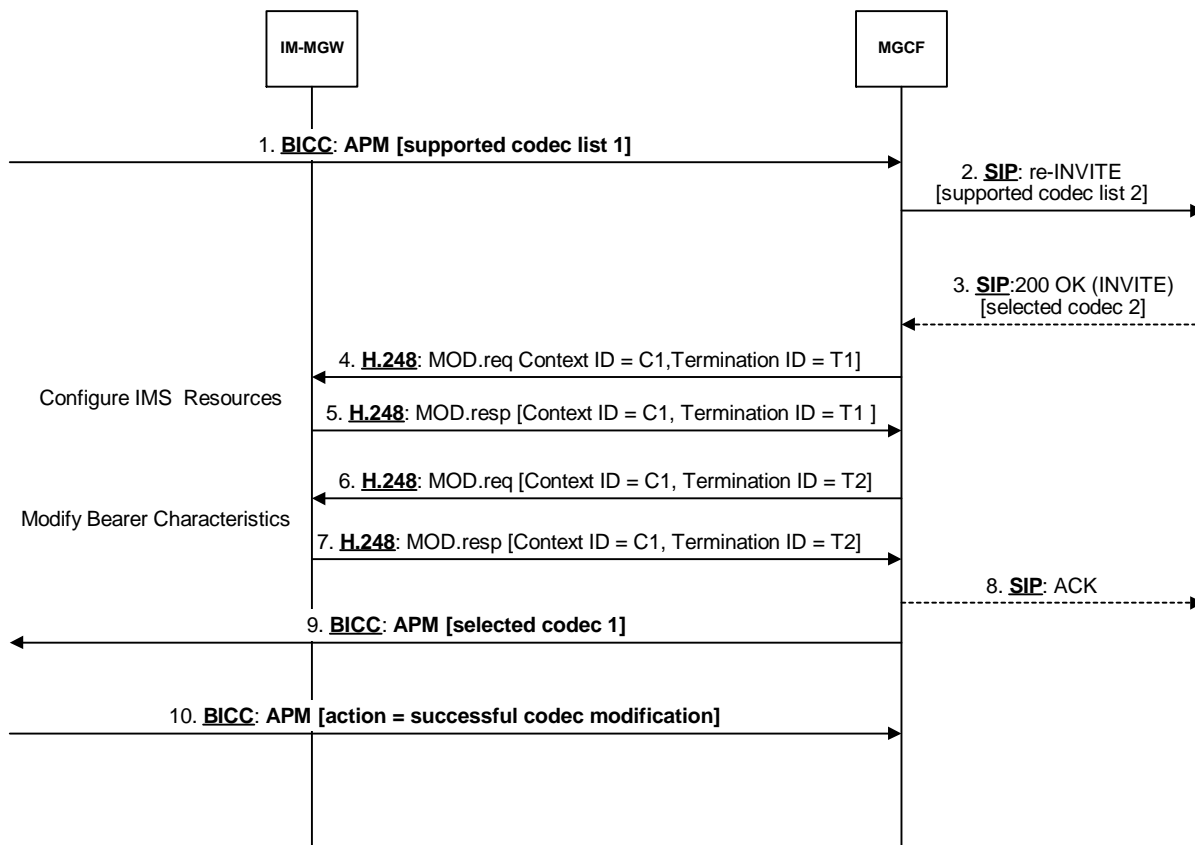 IM-MGW
MGCF
1. BICC: APM [supported codec list 1]
2. SIP: re-INVITE
[supported codec list 2]
3. SIP:200 OK (INVITE)
[selected codec 2]
4. H.248: MOD.req Context ID = C1,Termination ID = T1]
Configure IMS  Resources
5. H.248: MOD.resp [Context ID = C1, Termination ID = T1 ]
6. H.248: MOD.req [Context ID = C1, Termination ID = T2]
Modify Bearer Characteristics
7. H.248: MOD.resp [Context ID = C1, Termination ID = T2]
8. SIP: ACK
9. BICC: APM [selected codec 1]
10. BICC: APM [action = successful codec modification]